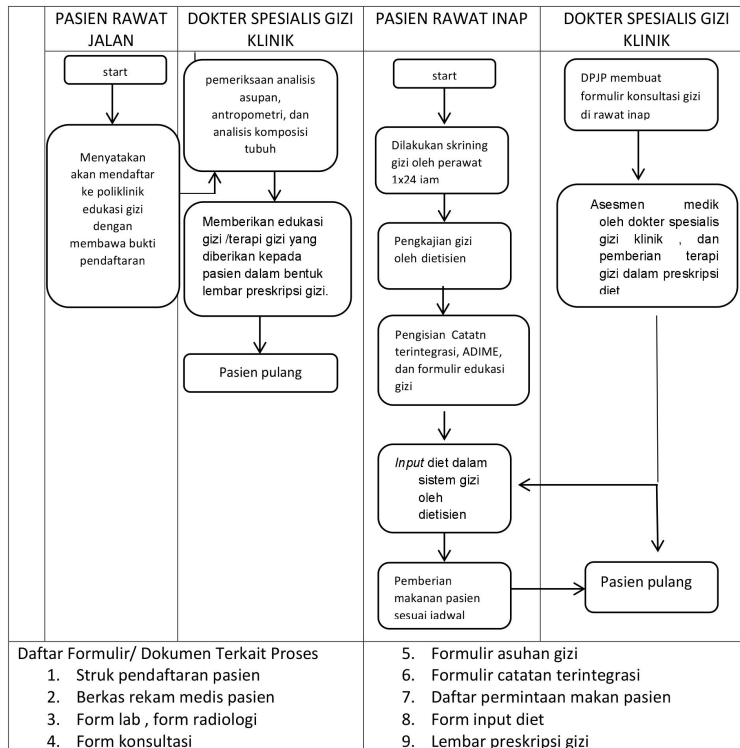 PASIEN RAWAT
JALAN
DOKTER SPESIALIS GIZI
KLINIK
PASIEN RAWAT INAP
DOKTER SPESIALIS GIZI
KLINIK
start
Menyatakan
akan mendaftar
ke poliklinik
edukasi gizi
dengan
membawa bukti
pendaftaran
pemeriksaan analisis
asupan,
antropometri, dan
analisis komposisi
tubuh
Memberikan edukasi
gizi /terapi gizi yang
diberikan kepada
pasien dalam bentuk
lembar preskripsi gizi.
Pasien pulang
start
Dilakukan skrining
gizi oleh perawat
1x24 jam
Pengkajian gizi
oleh dietisien
Pengisian Catatn
terintegrasi, ADIME,
dan formulir edukasi
gizi
Input diet dalam
sistem gizi
oleh
dietisien
Pemberian
makanan pasien
sesuai jadwal
DPJP membuat
formulir konsultasi gizi
di rawat inap
Asesmen medik
oleh dokter spesialis
gizi klinik , dan
pemberian terapi
gizi dalam preskripsi
diet
Pasien pulang
Daftar Formulir/ Dokumen Terkait Proses
1. Struk pendaftaran pasien
2. Berkas rekam medis pasien
3. Form lab , form radiologi
4. Form konsultasi
5. Formulir asuhan gizi
6. Formulir catatan terintegrasi
7. Daftar permintaan makan pasien
8. Form input diet
9. Lembar preskripsi gizi